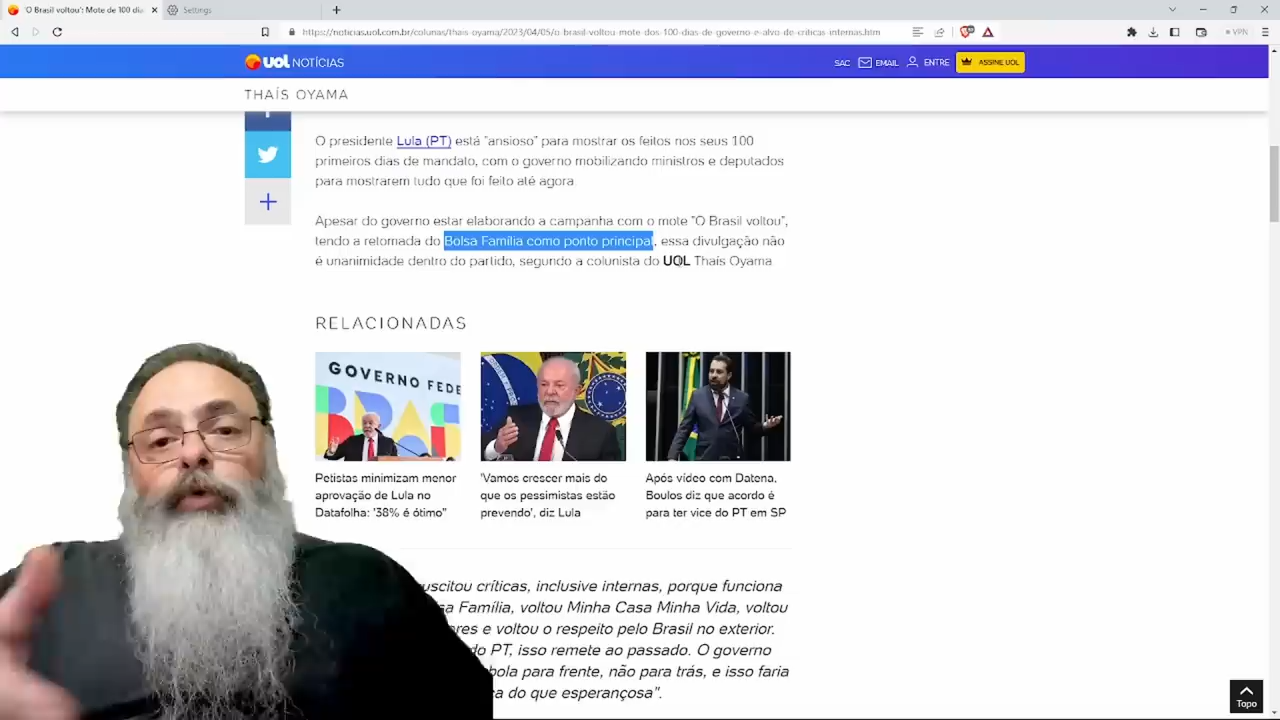 'O Brasil voltou': Mote de 100 dia
Settings
https://noticias.uol.com.br/colunas/thais-oyama/2023/04/05/o-brasil-voltou-mote-dos-100-dias-de-governo-e-alvo-de-criticas-internas.htm
VPN
UOL NOTÍCIAS
SAC
EMAIL
ENTRE
ASSINE UOL
THAÍS OYAMA
O presidente Lula (PT) está "ansioso" para mostrar os feitos nos seus 100
primeiros dias de mandato, com o governo mobilizando ministros e deputados
para mostrarem tudo que foi feito até agora.
Apesar do governo estar elaborando a campanha com o mote "O Brasil voltou",
tendo a retomada do Bolsa Família como ponto principal, essa divulgação não
é unanimidade dentro do partido, segundo a colunista do UOL Thaís Oyama
RELACIONADAS
GOVERNO FEDE
Petistas minimizam menor
aprovação de Lula no
Datafolha: '38% é ótimo"
'Vamos crescer mais do
que os pessimistas estão
prevendo', diz Lula
Após vídeo com Datena,
Boulos diz que acordo é
para ter vice do PT em SP
uscitou críticas, inclusive internas, porque funciona
sa Família, voltou Minha Casa Minha Vida, voltou
res e voltou o respeito pelo Brasil no exterior.
do PT, isso remete ao passado. O governo
bola para frente, não para trás, e isso faria
ca do que esperançosa".
Topo